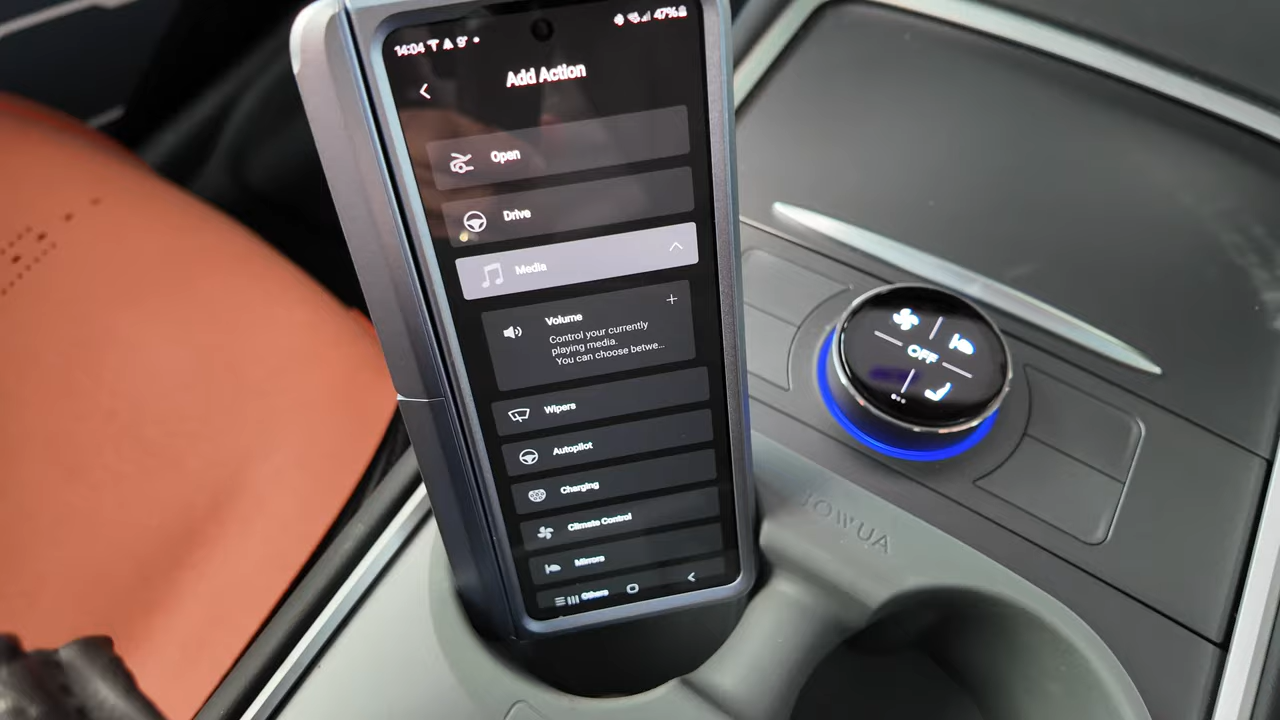 14:04
47%
Add Action
Open
Drive
Media
Volume
Control your currently
playing media.
You can choose betwe...
Wipers
Autopilot
Charging
Climate Control
Mirrors
Others
OFF
JOWUA